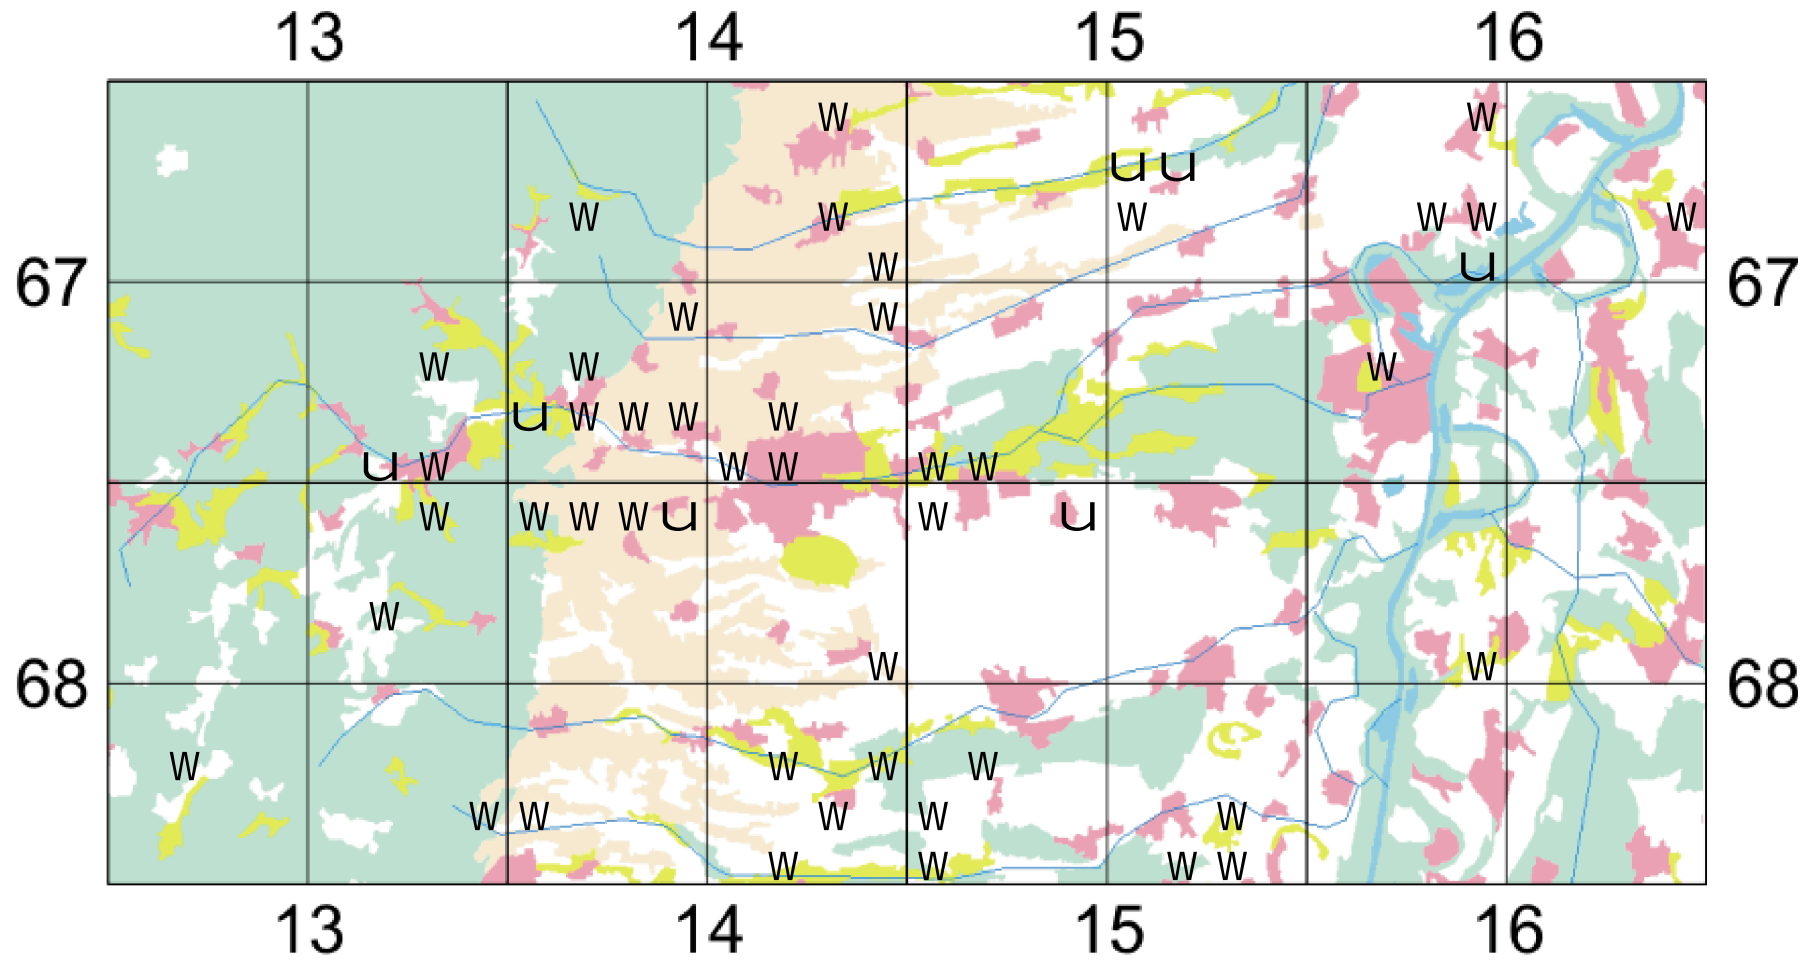 13 14 15 16
W W
u u
W W W W W W
W u
67 67
W W
W W W
u W W W W
u W W W W W
W W W W u W u
W
W W
68 68
W W W W
W W W W W
W W W W
13 14 15 16